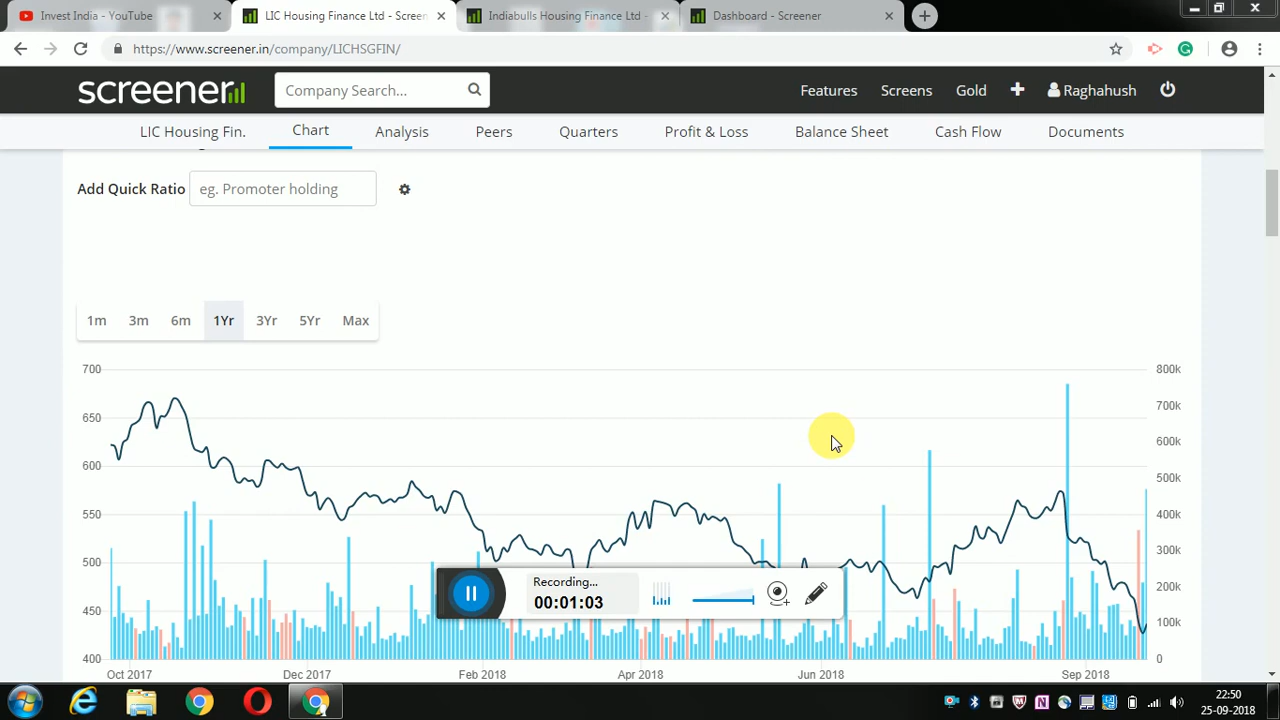 Invest India - YouTube
LIC Housing Finance Ltd - Screen
Indiabulls Housing Finance Ltd -
Dashboard - Screener
https://www.screener.in/company/LICHSGFIN/
screener
Company Search...
Features
Screens
Gold
Raghahush
LIC Housing Fin.
Chart
Analysis
Peers
Quarters
Profit & Loss
Balance Sheet
Cash Flow
Documents
Add Quick Ratio
eg. Promoter holding
1m
3m
6m
1Yr
3Yr
5Yr
Max
700
650
600
550
500
450
400
800k
700k
600k
500k
400k
300k
200k
100k
0
Recording...
00:01:03
Oct 2017
Dec 2017
Feb 2018
Apr 2018
Jun 2018
Sep 2018
22:50
25-09-2018